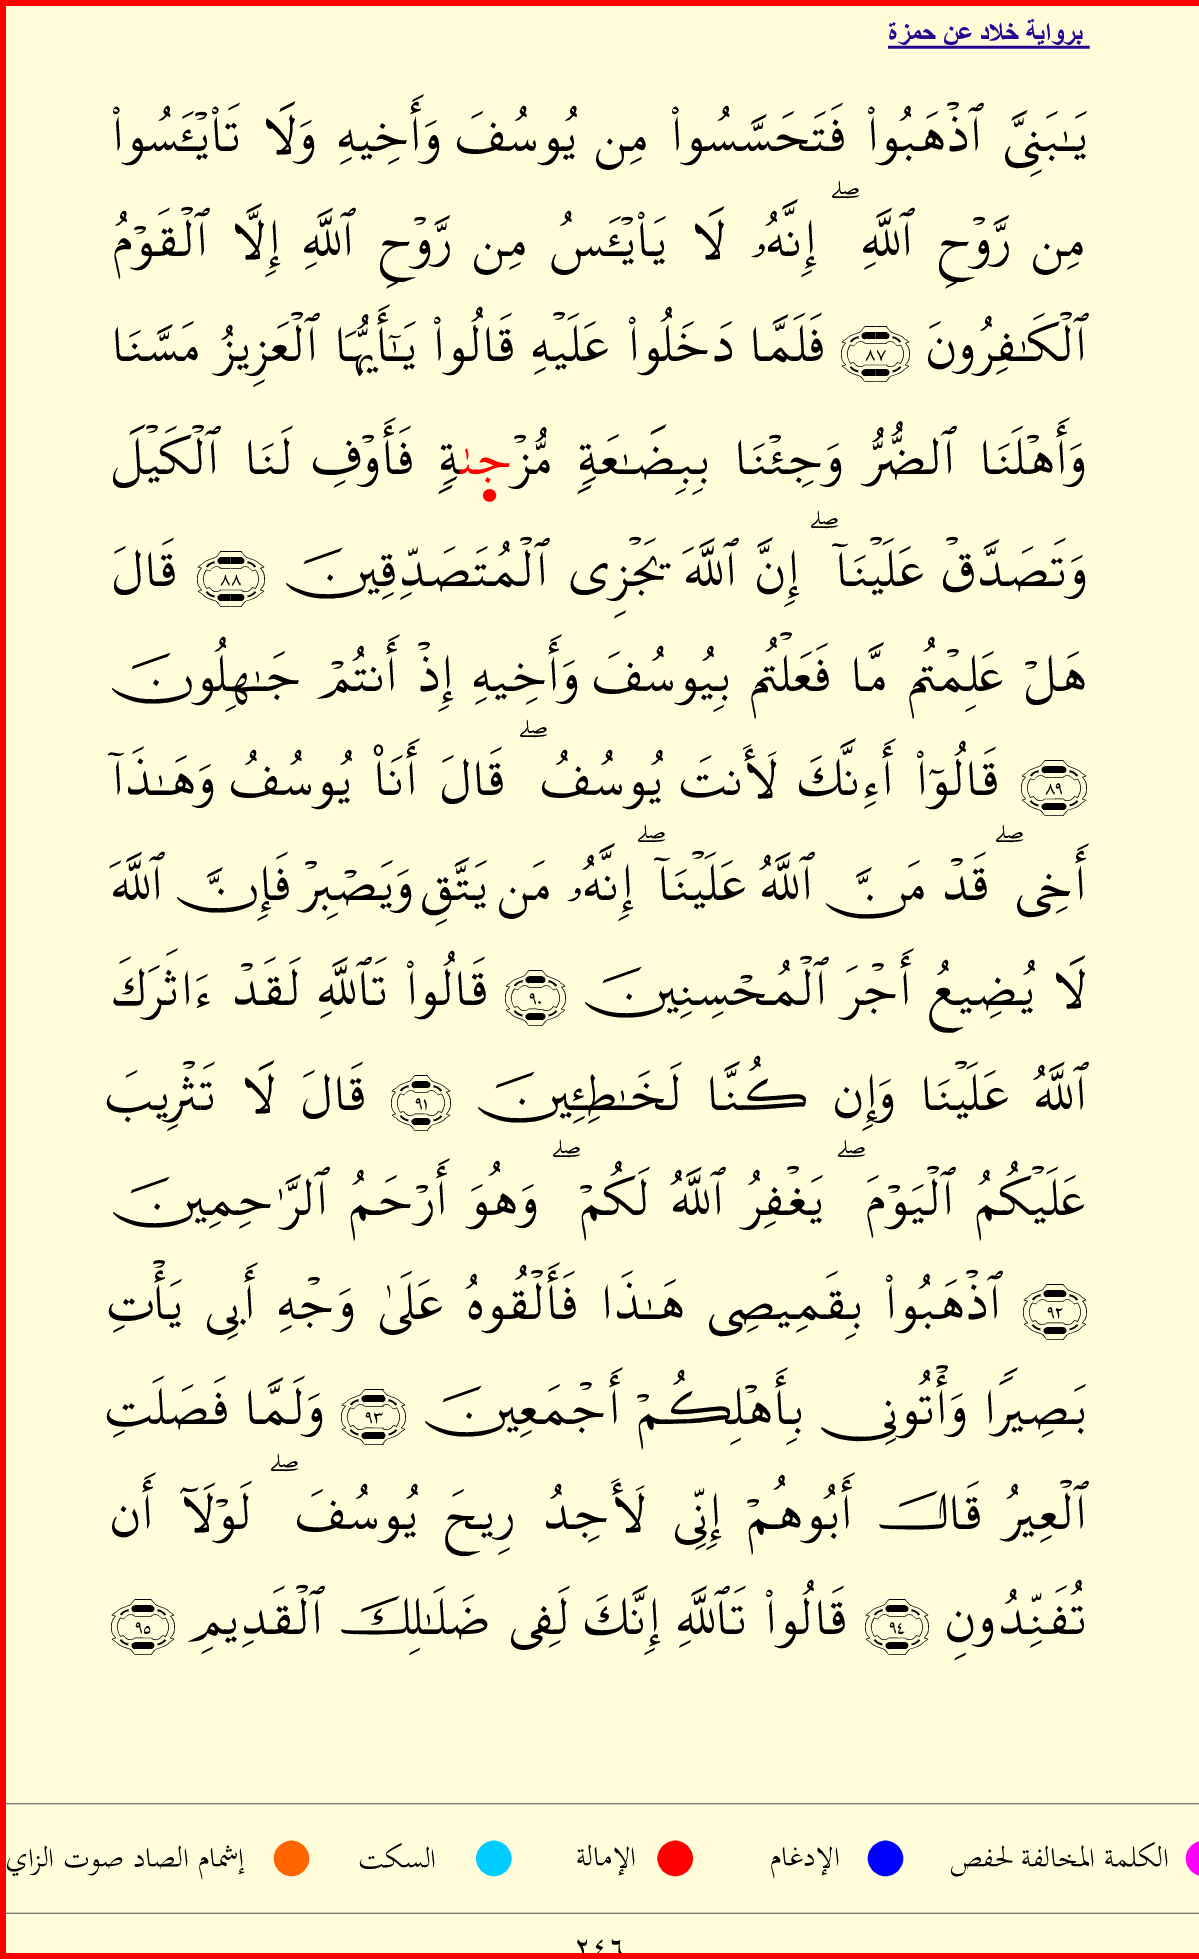 برواية خلاد عن حمزة
يَـٰبَنِىَّ ٱذْهَبُوا۟ فَتَحَسَّسُوا۟ مِن يُوسُفَ وَأَخِيهِ وَلَا تَا۟يْـَٔسُوا۟
مِن رَّوْحِ ٱللَّهِ ۖ إِنَّهُۥ لَا يَا۟يْـَٔسُ مِن رَّوْحِ ٱللَّهِ إِلَّا ٱلْقَوْمُ
ٱلْكَـٰفِرُونَ ٨٧ فَلَمَّا دَخَلُوا۟ عَلَيْهِ قَالُوا۟ يَـٰٓأَيُّهَا ٱلْعَزِيزُ مَسَّنَا
وَأَهْلَنَا ٱلضُّرُّ وَجِئْنَا بِبِضَـٰعَةٍ مُّزْجىٰةٍ فَأَوْفِ لَنَا ٱلْكَيْلَ
وَتَصَدَّقْ عَلَيْنَآ ۖ إِنَّ ٱللَّهَ يَجْزِى ٱلْمُتَصَدِّقِينَ ٨٨ قَالَ
هَلْ عَلِمْتُم مَّا فَعَلْتُم بِيُوسُفَ وَأَخِيهِ إِذْ أَنتُمْ جَـٰهِلُونَ
٨٩ قَالُوٓا۟ أَءِنَّكَ لَأَنتَ يُوسُفُ ۖ قَالَ أَنَا۠ يُوسُفُ وَهَـٰذَآ
أَخِى ۖ قَدْ مَنَّ ٱللَّهُ عَلَيْنَآ ۖ إِنَّهُۥ مَن يَتَّقِ وَيَصْبِرْ فَإِنَّ ٱللَّهَ
لَا يُضِيعُ أَجْرَ ٱلْمُحْسِنِينَ ٩٠ قَالُوا۟ تَٱللَّهِ لَقَدْ ءَاثَرَكَ
ٱللَّهُ عَلَيْنَا وَإِن كُنَّا لَخَـٰطِئِينَ ٩١ قَالَ لَا تَثْرِيبَ
عَلَيْكُمُ ٱلْيَوْمَ ۖ يَغْفِرُ ٱللَّهُ لَكُمْ ۖ وَهُوَ أَرْحَمُ ٱلرَّٰحِمِينَ
٩٢ ٱذْهَبُوا۟ بِقَمِيصِى هَـٰذَا فَأَلْقُوهُ عَلَىٰ وَجْهِ أَبِى يَأْتِ
بَصِيرًا وَأْتُونِى بِأَهْلِكُمْ أَجْمَعِينَ ٩٣ وَلَمَّا فَصَلَتِ
ٱلْعِيرُ قَالَ أَبُوهُمْ إِنِّى لَأَجِدُ رِيحَ يُوسُفَ ۖ لَوْلَآ أَن
تُفَنِّدُونِ ٩٤ قَالُوا۟ تَٱللَّهِ إِنَّكَ لَفِى ضَلَـٰلِكَ ٱلْقَدِيمِ ٩٥
الكلمة المخالفة لحفص الإدغام الإمالة السكت إشمام الصاد صوت الزاي
٢٤٦